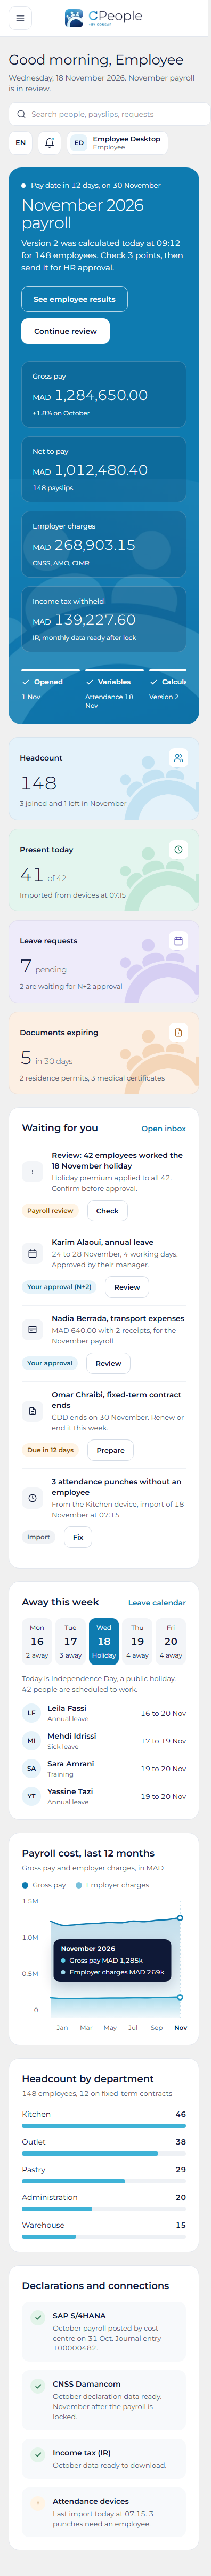 CPeople
Good morning, Employee
Wednesday, 18 November 2026. November payroll
is in review.
Search people, payslips, requests
EN
ED
Employee Desktop
Employee
Pay date in 12 days, on 30 November
November 2026
payroll
Version 2 was calculated today at 09:12
for 148 employees. Check 3 points, then
send it for HR approval.
See employee results
Continue review
Gross pay
MAD 1,284,650.00
+1.8% on October
Net to pay
MAD 1,012,480.40
148 payslips
Employer charges
MAD 268,903.15
CNSS, AMO, CIMR
Income tax withheld
MAD 139,227.60
IR, monthly data ready after lock
Opened
1 Nov
Variables
Attendance 18
Nov
Calcula
Version 2
Headcount
148
3 joined and 1 left in November
Present today
41 of 42
Imported from devices at 07:15
Leave requests
7 pending
2 are waiting for N+2 approval
Documents expiring
5 in 30 days
2 residence permits, 3 medical certificates
Waiting for you
Open inbox
Review: 42 employees worked the
18 November holiday
Holiday premium applied to all 42.
Confirm before approval.
Payroll review
Check
Karim Alaoui, annual leave
24 to 28 November, 4 working days.
Approved by their manager.
Your approval (N+2)
Review
Nadia Berrada, transport expenses
MAD 640.00 with 2 receipts, for the
November payroll
Your approval
Review
Omar Chraibi, fixed-term contract
ends
CDD ends on 30 November. Renew or
end it this week.
Due in 12 days
Prepare
3 attendance punches without an
employee
From the Kitchen device, import of 18
November at 07:15
Import
Fix
Away this week
Leave calendar
Mon
16
2 away
Tue
17
3 away
Wed
18
Holiday
Thu
19
4 away
Fri
20
4 away
Today is Independence Day, a public holiday.
42 people are scheduled to work.
LF
Leila Fassi
Annual leave
16 to 20 Nov
MI
Mehdi Idrissi
Sick leave
17 to 19 Nov
SA
Sara Amrani
Training
19 to 20 Nov
YT
Yassine Tazi
Annual leave
19 to 20 Nov
Payroll cost, last 12 months
Gross pay and employer charges, in MAD
Gross pay
Employer charges
1.5M
1.0M
0.5M
0
November 2026
Gross pay MAD 1,285k
Employer charges MAD 269k
Jan Mar May Jul Sep Nov
Headcount by department
148 employees, 12 on fixed-term contracts
Kitchen 46
Outlet 38
Pastry 29
Administration 20
Warehouse 15
Declarations and connections
SAP S/4HANA
October payroll posted by cost
centre on 31 Oct. Journal entry
100000482.
CNSS Damancom
October declaration data ready.
November after the payroll is
locked.
Income tax (IR)
October data ready to download.
Attendance devices
Last import today at 07:15. 3
punches need an employee.